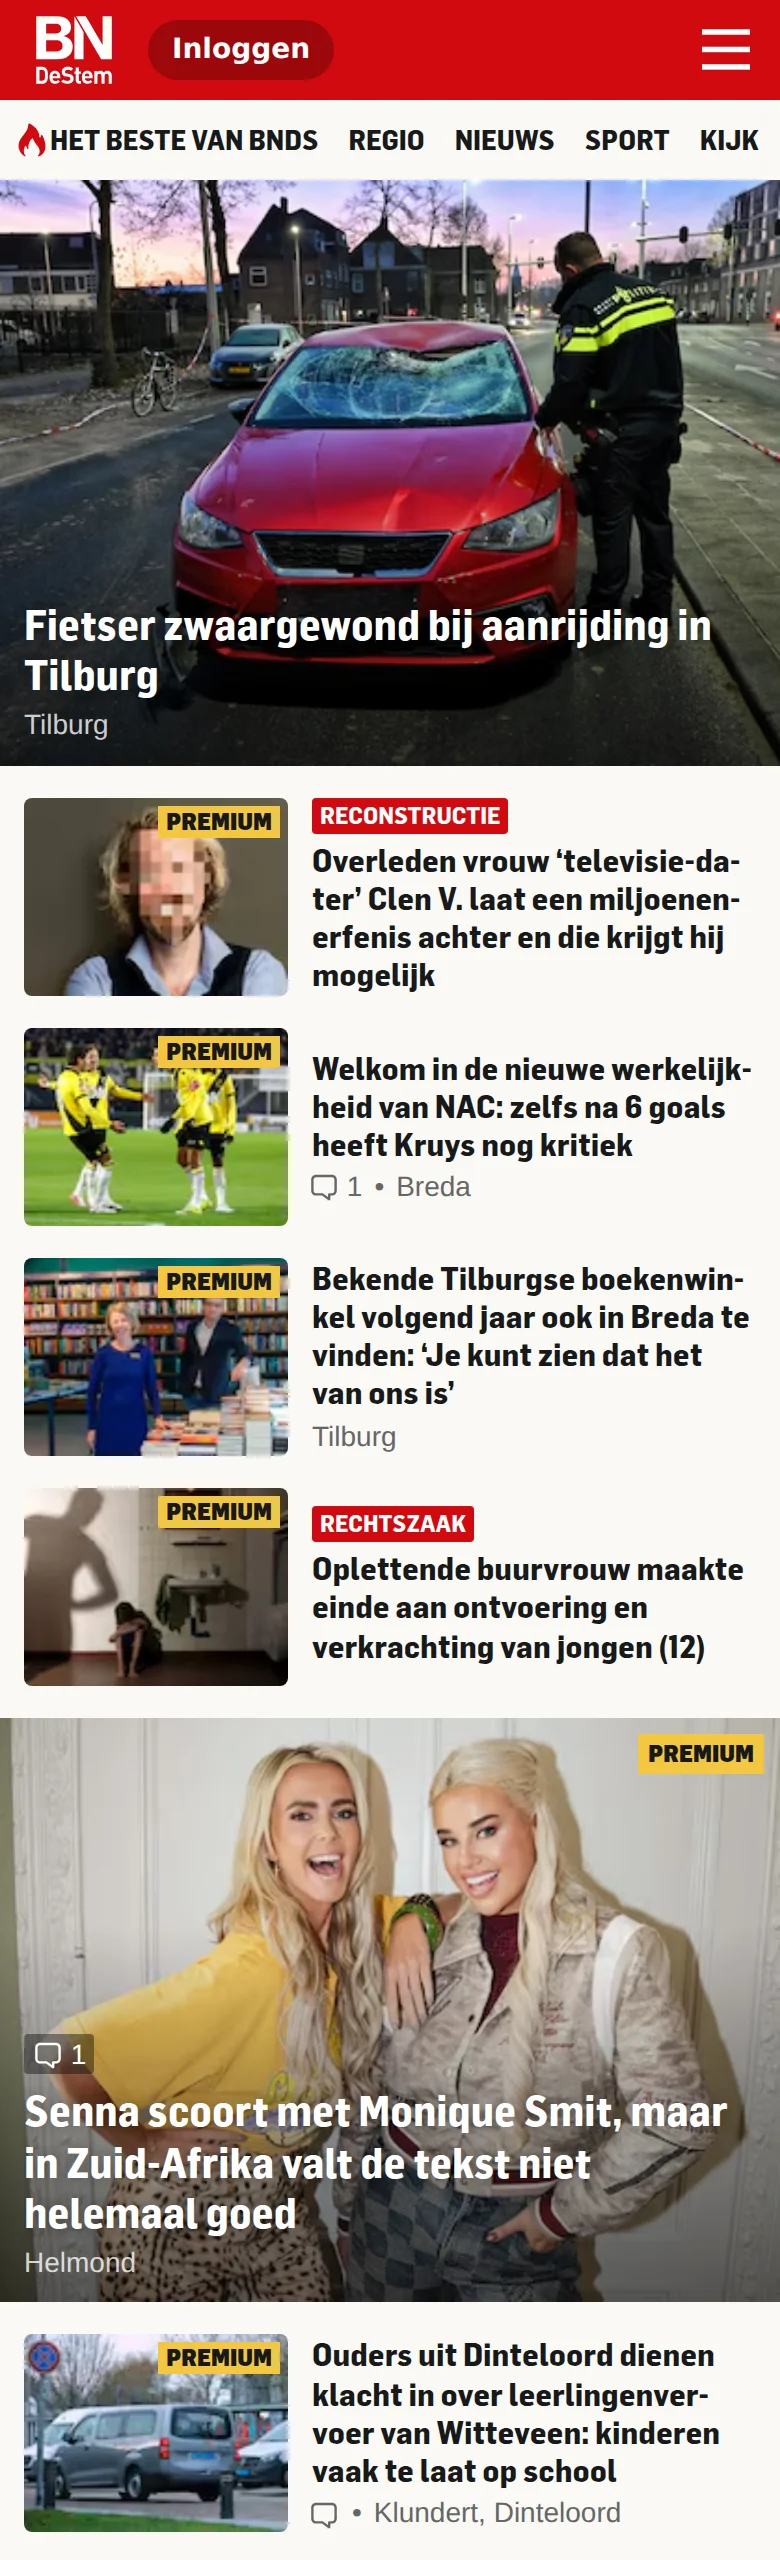 BN
DeStem
Inloggen
HET BESTE VAN BNDS
REGIO
NIEUWS
SPORT
KIJK
Fietser zwaargewond bij aanrijding in
Tilburg
Tilburg
PREMIUM
RECONSTRUCTIE
Overleden vrouw ‘televisie-da-
ter’ Clen V. laat een miljoenen-
erfenis achter en die krijgt hij
mogelijk
PREMIUM
Welkom in de nieuwe werkelijk-
heid van NAC: zelfs na 6 goals
heeft Kruys nog kritiek
1 • Breda
PREMIUM
Bekende Tilburgse boekenwin-
kel volgend jaar ook in Breda te
vinden: ‘Je kunt zien dat het
van ons is’
Tilburg
PREMIUM
RECHTSZAAK
Oplettende buurvrouw maakte
einde aan ontvoering en
verkrachting van jongen (12)
PREMIUM
1
Senna scoort met Monique Smit, maar
in Zuid-Afrika valt de tekst niet
helemaal goed
Helmond
PREMIUM
Ouders uit Dinteloord dienen
klacht in over leerlingenver-
voer van Witteveen: kinderen
vaak te laat op school
• Klundert, Dinteloord